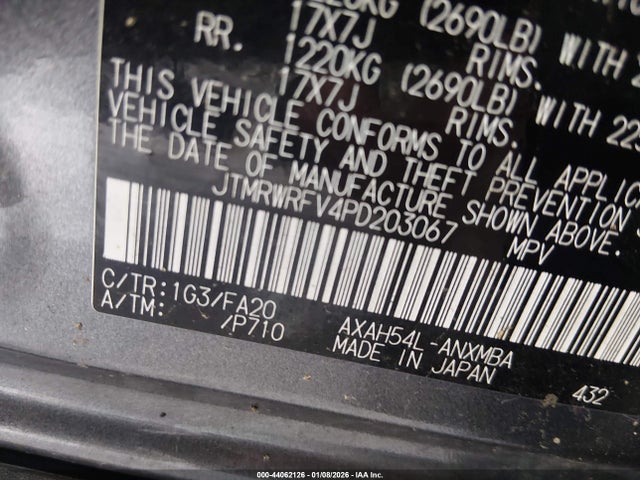 (2690LB) WITH
17X7J RIMS.
RR. 1220KG (2690LB) WITH 225
17X7J RIMS.
THIS VEHICLE CONFORMS TO ALL APPLIC
VEHICLE SAFETY AND THEFT PREVENTION
THE DATE OF MANUFACTURE SHOWN ABOVE.
JTMRWRFV4PD203067 MPV
C/TR:1G3/FA20
A/TM: /P710
AXAH54L-ANXMBA
MADE IN JAPAN
432
000-44062126 | 01/08/2026 | IAA Inc.